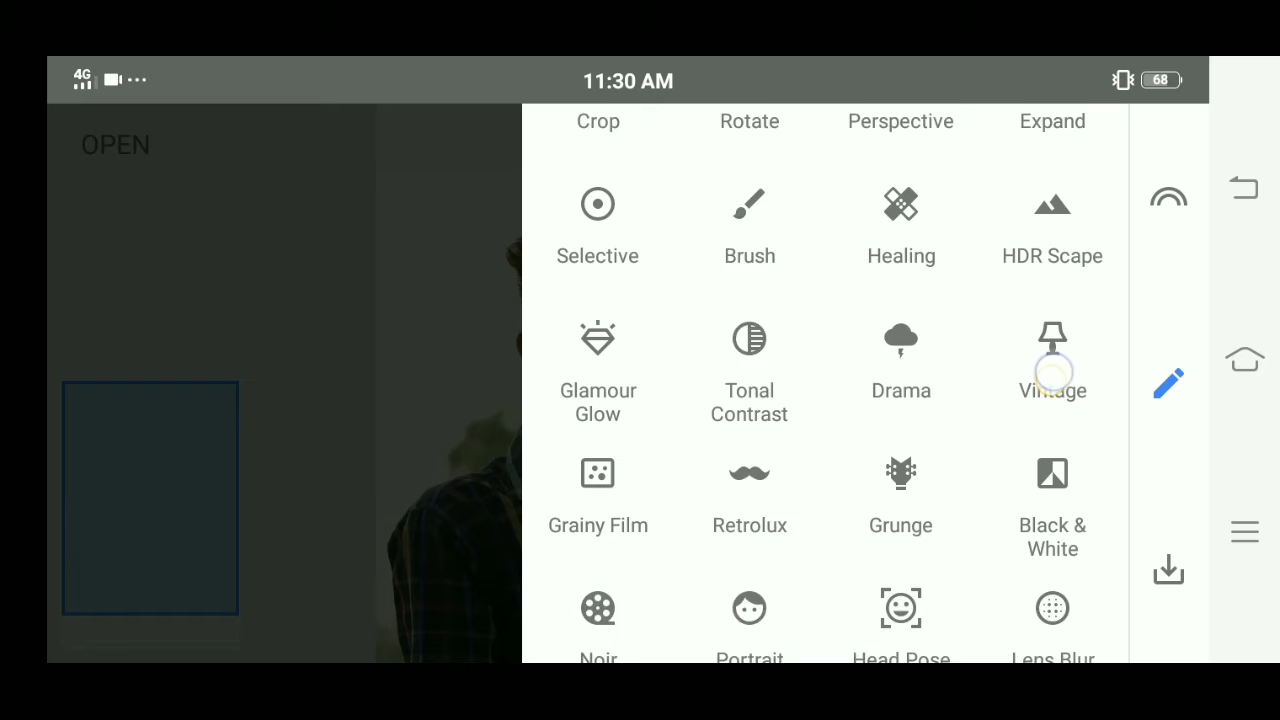 4G
11:30 AM
68
OPEN
Crop
Rotate
Perspective
Expand
Selective
Brush
Healing
HDR Scape
Glamour
Glow
Tonal
Contrast
Drama
Vintage
Grainy Film
Retrolux
Grunge
Black &
White
Noir
Portrait
Head Pose
Lens Blur